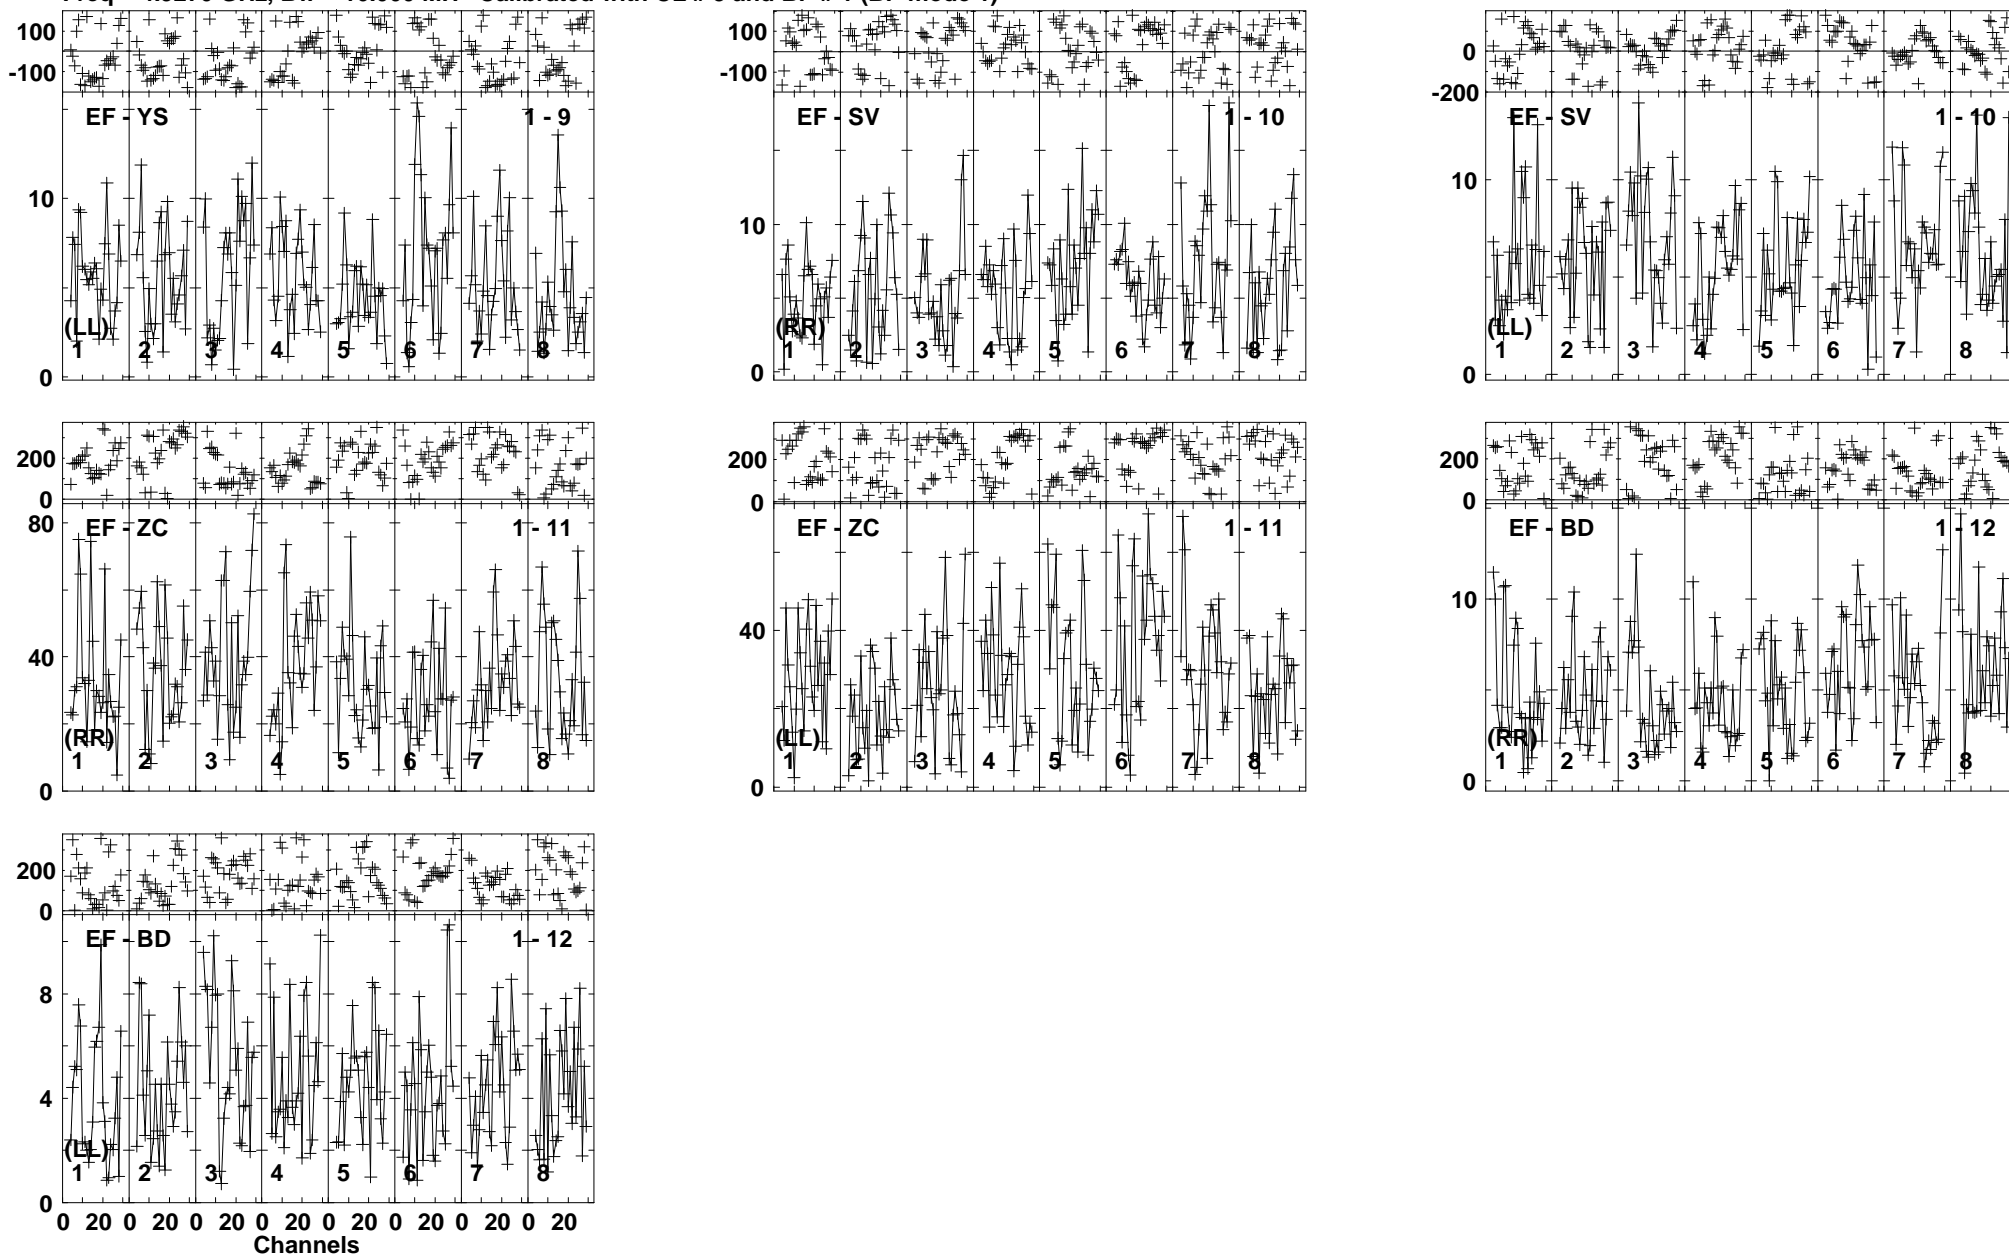 100
-100
EF - YS 1 - 9
10
0
(LL)
1 2 3 4 5 6 7 8
100
-100
EF - SV 1 - 10
10
0
(RR)
1 2 3 4 5 6 7 8
0
-200
EF - SV 1 - 10
10
0
(LL)
1 2 3 4 5 6 7 8
200
0
EF - ZC 1 - 11
80
40
0
(RR)
1 2 3 4 5 6 7 8
200
0
EF - ZC 1 - 11
40
0
(LL)
1 2 3 4 5 6 7 8
200
0
EF - BD 1 - 12
10
0
(RR)
1 2 3 4 5 6 7 8
200
0
EF - BD 1 - 12
8
4
0
(LL)
1 2 3 4 5 6 7 8
0 20 0 20 0 20 0 20 0 20 0 20 0 20 0 20
Channels